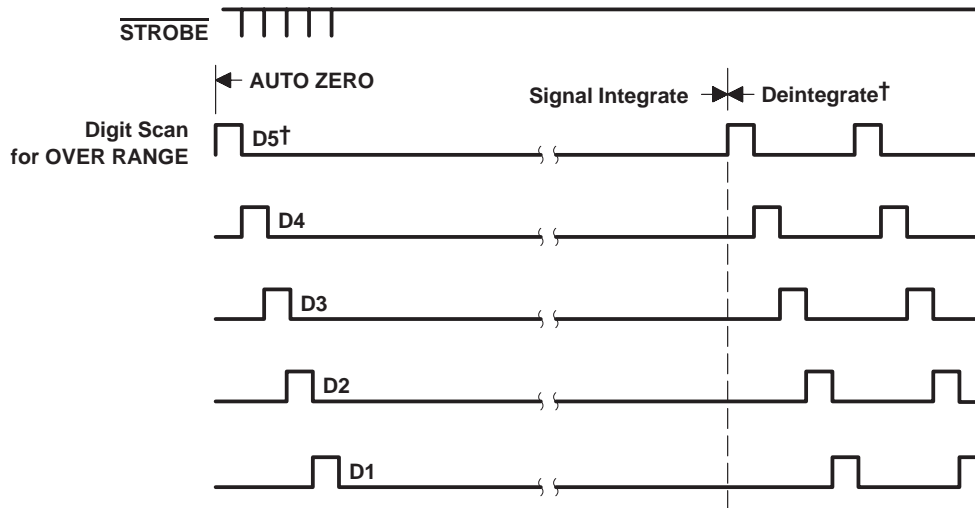 STROBE
AUTO ZERO
Signal Integrate
Deintegrate†
Digit Scan
for OVER RANGE
D5†
D4
D3
D2
D1